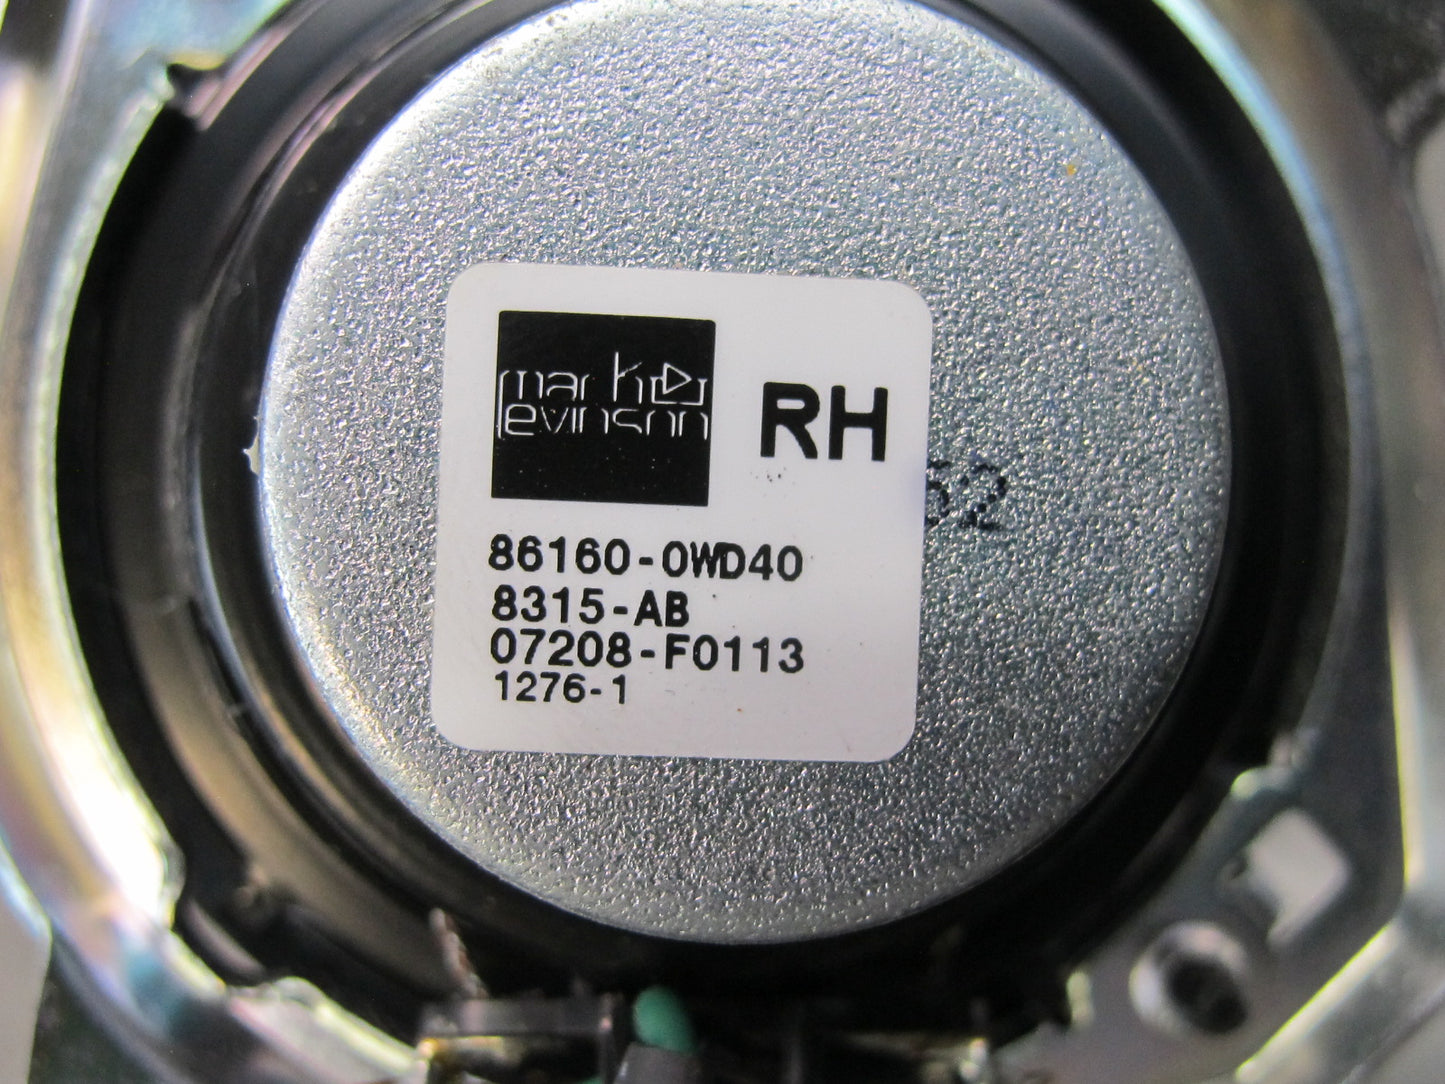 mark
levinson
RH
52
86160-0WD40
8315-AB
07208-F0113
1276-1